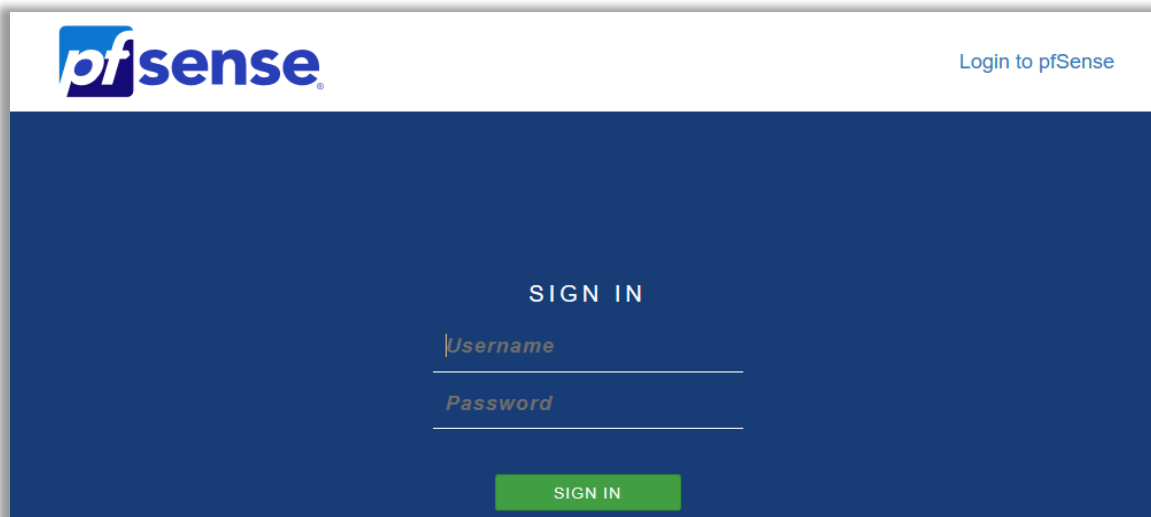 pfsense®
Login to pfSense
SIGN IN
Username
Password
SIGN IN